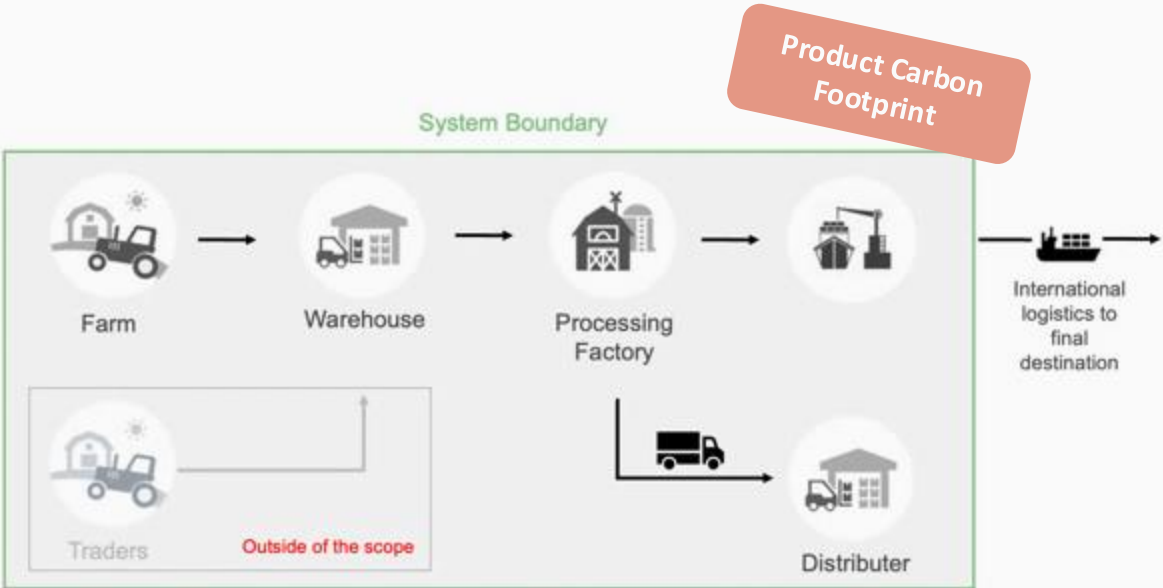 Product Carbon
Footprint
System Boundary
Farm
Warehouse
Processing
Factory
International
logistics to
final
destination
Traders
Outside of the scope
Distributer